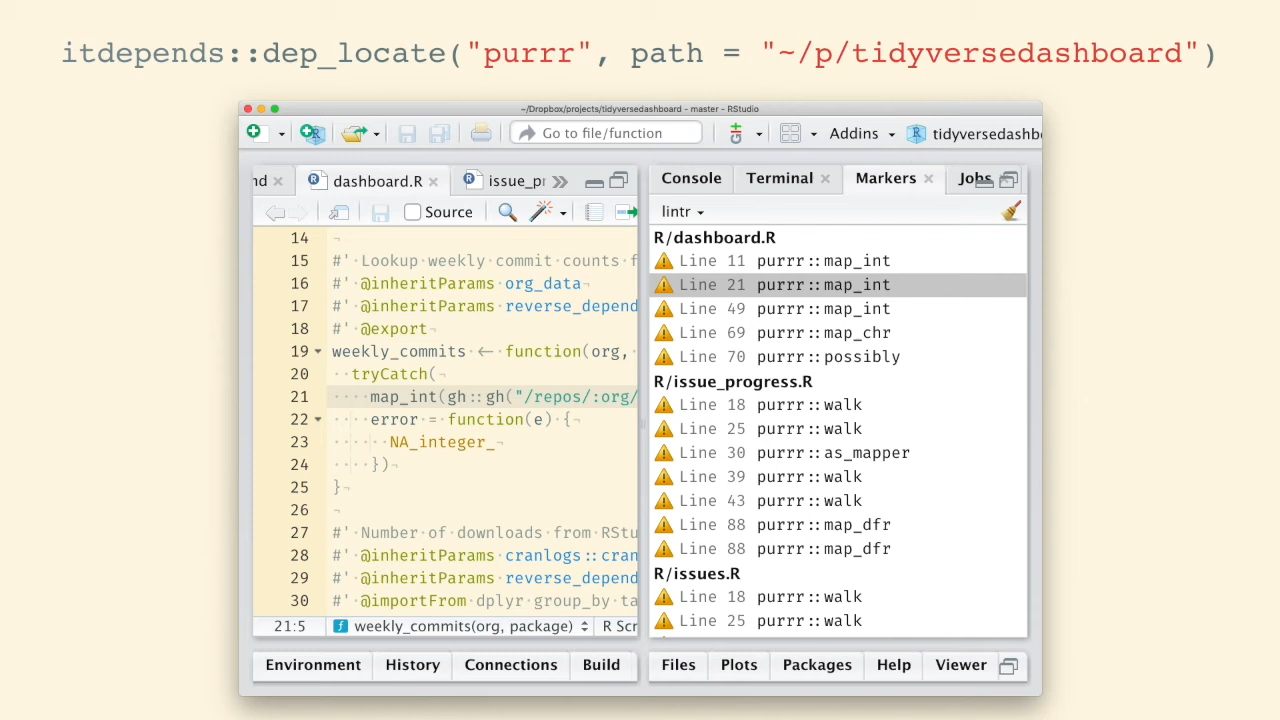 itdepends::dep_locate("purrr", path = "~/p/tidyversedashboard")
~/Dropbox/projects/tidyversedashboard - master - RStudio
Go to file/function
Addins
tidyversedashb
nd
dashboard.R
issue_pr
Source
14 ¬
15 #' Lookup weekly commit counts f
16 #' @inheritParams org_data¬
17 #' @inheritParams reverse_depend
18 #' @export¬
19 weekly_commits <- function(org,
20 tryCatch(¬
21 map_int(gh::gh("/repos/:org/
22 error = function(e) {
23 NA_integer_¬
24 })¬
25 }¬
26 ¬
27 #' Number of downloads from RStu
28 #' @inheritParams cranlogs::cran
29 #' @inheritParams reverse_depend
30 #' @importFrom dplyr group_by ta
21:5 weekly_commits(org, package) R Scr
Environment History Connections Build
Console Terminal Markers Jobs
lintr
R/dashboard.R
Line 11 purrr::map_int
Line 21 purrr::map_int
Line 49 purrr::map_int
Line 69 purrr::map_chr
Line 70 purrr::possibly
R/issue_progress.R
Line 18 purrr::walk
Line 25 purrr::walk
Line 30 purrr::as_mapper
Line 39 purrr::walk
Line 43 purrr::walk
Line 88 purrr::map_dfr
Line 88 purrr::map_dfr
R/issues.R
Line 18 purrr::walk
Line 25 purrr::walk
Files Plots Packages Help Viewer